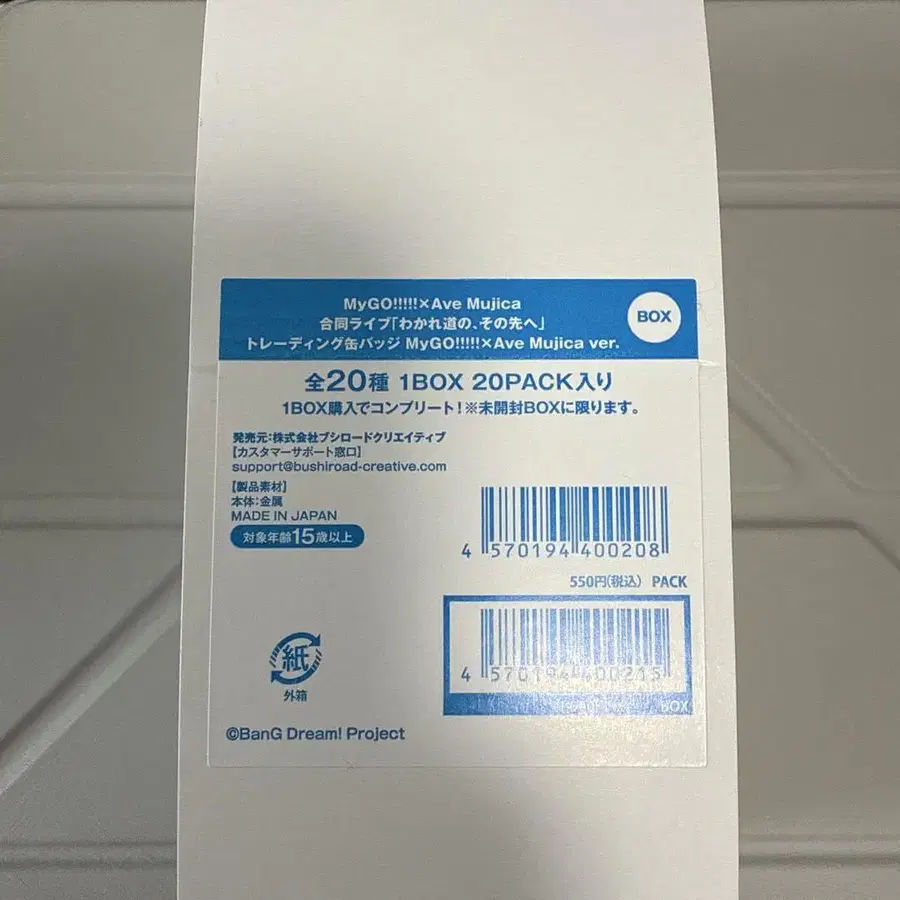 MyGO!!!!!×Ave Mujica
合同ライブ「わかれ道の、その先へ」
トレーディング缶バッジ MyGO!!!!!×Ave Mujica ver.
BOX
全20種 1BOX 20PACK入り
1BOX購入でコンプリート!※未開封BOXに限ります。
発売元:株式会社ブシロードクリエイティブ
【カスタマーサポート窓口】
support@bushiroad-creative.com
【製品素材】
本体:金属
MADE IN JAPAN
対象年齢15歳以上
4 570194 400208
550円(税込) PACK
4 570194 400215
BOX
紙
外箱
©BanG Dream! Project